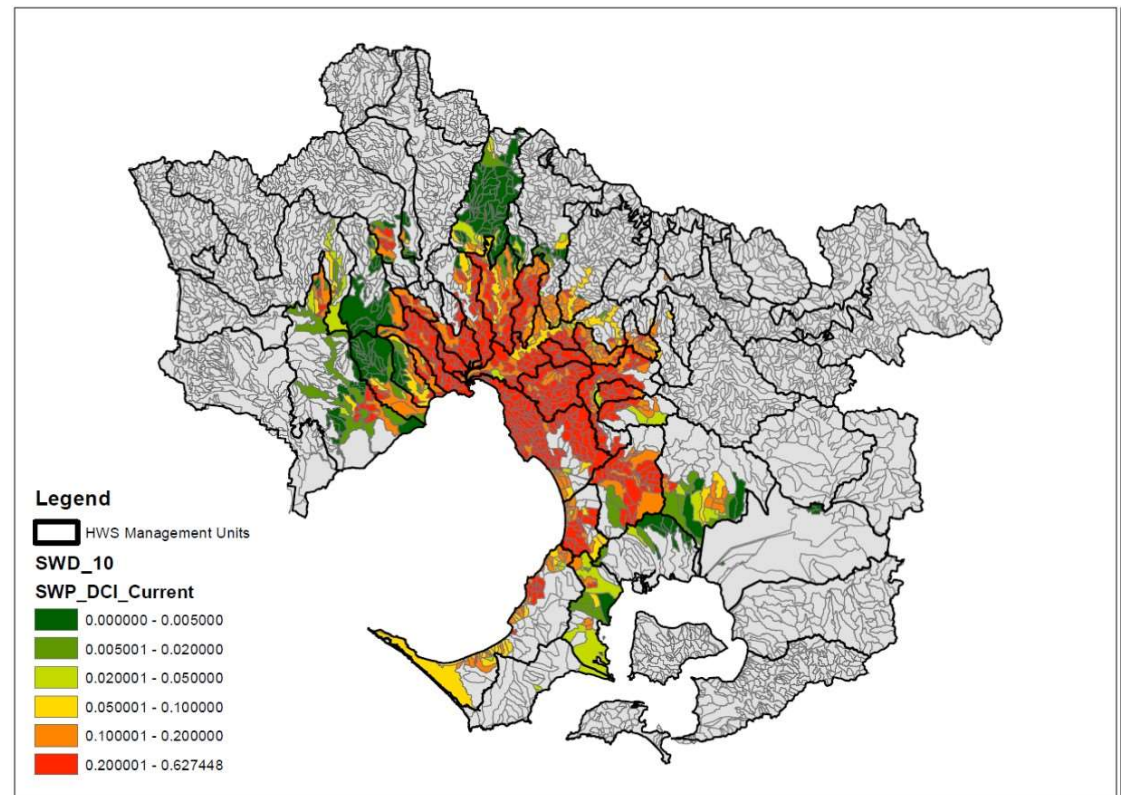 Legend
HWS Management Units
SWD_10
SWP_DCI_Current
0.000000 - 0.005000
0.005001 - 0.020000
0.020001 - 0.050000
0.050001 - 0.100000
0.100001 - 0.200000
0.200001 - 0.627448